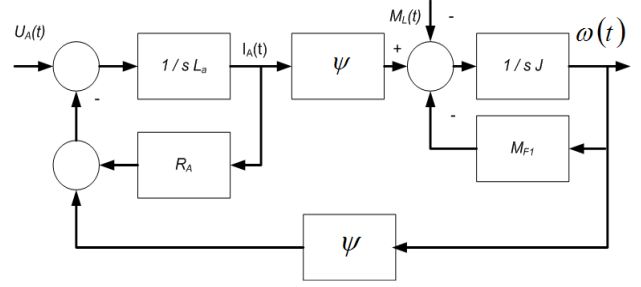 U_A(t)
-
1 / s L_a
I_A(t)
ψ
+
M_L(t)
-
-
1 / s J
ω(t)
R_A
M_F1
ψ